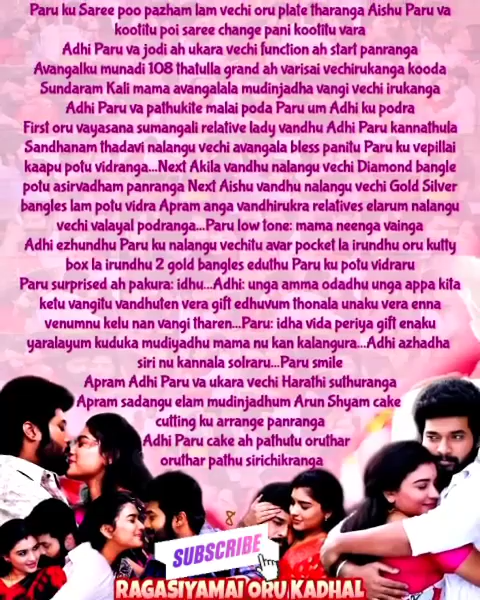 Paru ku Saree poo pazham lam vechi oru plate tharanga Aishu Paru va
kootitu poi saree change pani kootitu vara
Adhi Paru va jodi ah ukara vechi function ah start panranga
Avangalku munadi 108 thatulla grand ah varisai vechirukanga kooda
Sundaram Kali mama avangalala mudinjadha vangi vechi irukanga
Adhi Paru va pathukite malai poda Paru um Adhi ku podra
First oru vayasana sumangali relative lady vandhu Adhi Paru kannathula
Sandhanam thadavi nalangu vechi avangala bless panitu Paru ku vepillai
kaapu potu vidranga...Next Akila vandhu nalangu vechi Diamond bangle
potu asirvadham panranga Next Aishu vandhu nalangu vechi Gold Silver
bangles lam potu vidra Apram anga vandhirukra relatives elarum nalangu
vechi valayal podranga...Paru low tone: mama neenga vainga
Adhi ezhundhu Paru ku nalangu vechitu avar pocket la irundhu oru kutty
box la irundhu 2 gold bangles eduthu Paru ku potu vidraru
Paru surprised ah pakura: idhu...Adhi: unga amma odadhu unga appa kita
ketu vangitu vandhuten vera gift edhuvum thonala unaku vera enna
venumnu kelu nan vangi tharen...Paru: idha vida periya gift enaku
yaralayum kuduka mudiyadhu mama nu kan kalangura...Adhi azhadha
siri nu kannala solraru...Paru smile
Apram Adhi Paru va ukara vechi Harathi suthuranga
Apram sadangu elam mudinjadhum Arun Shyam cake
cutting ku arrange panranga
Adhi Paru cake ah pathutu oruthar
oruthar pathu sirichikranga
8
SUBSCRIBE
RAGASIYAMAI ORU KADHAL